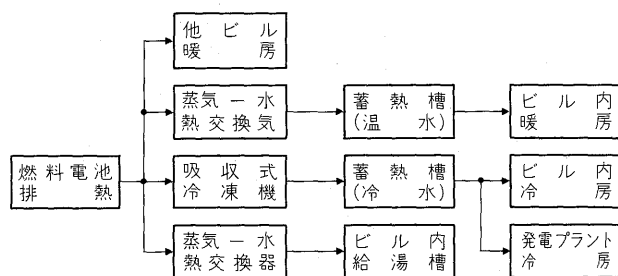 他ビル
暖房
蒸気－水
熱交換気
蓄熱槽
(温水)
ビル内
暖房
燃料電池
排熱
吸収式
冷凍機
蓄熱槽
(冷水)
ビル内
冷房
蒸気－水
熱交換器
ビル内
給湯槽
発電プラント
冷房